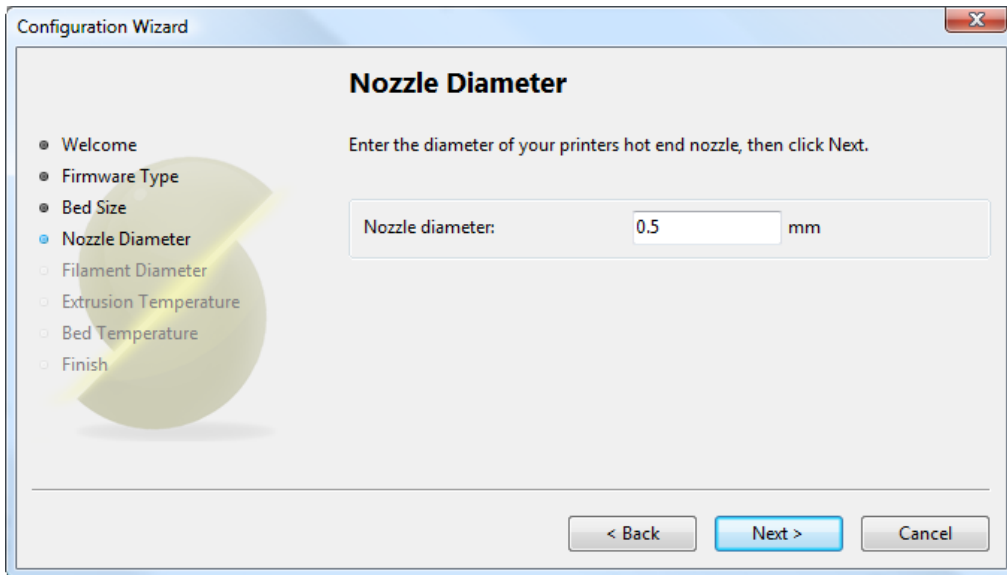 Configuration Wizard
Nozzle Diameter
Welcome
Firmware Type
Bed Size
Nozzle Diameter
Filament Diameter
Extrusion Temperature
Bed Temperature
Finish
Enter the diameter of your printers hot end nozzle, then click Next.
Nozzle diameter: 0.5 mm
< Back Next > Cancel